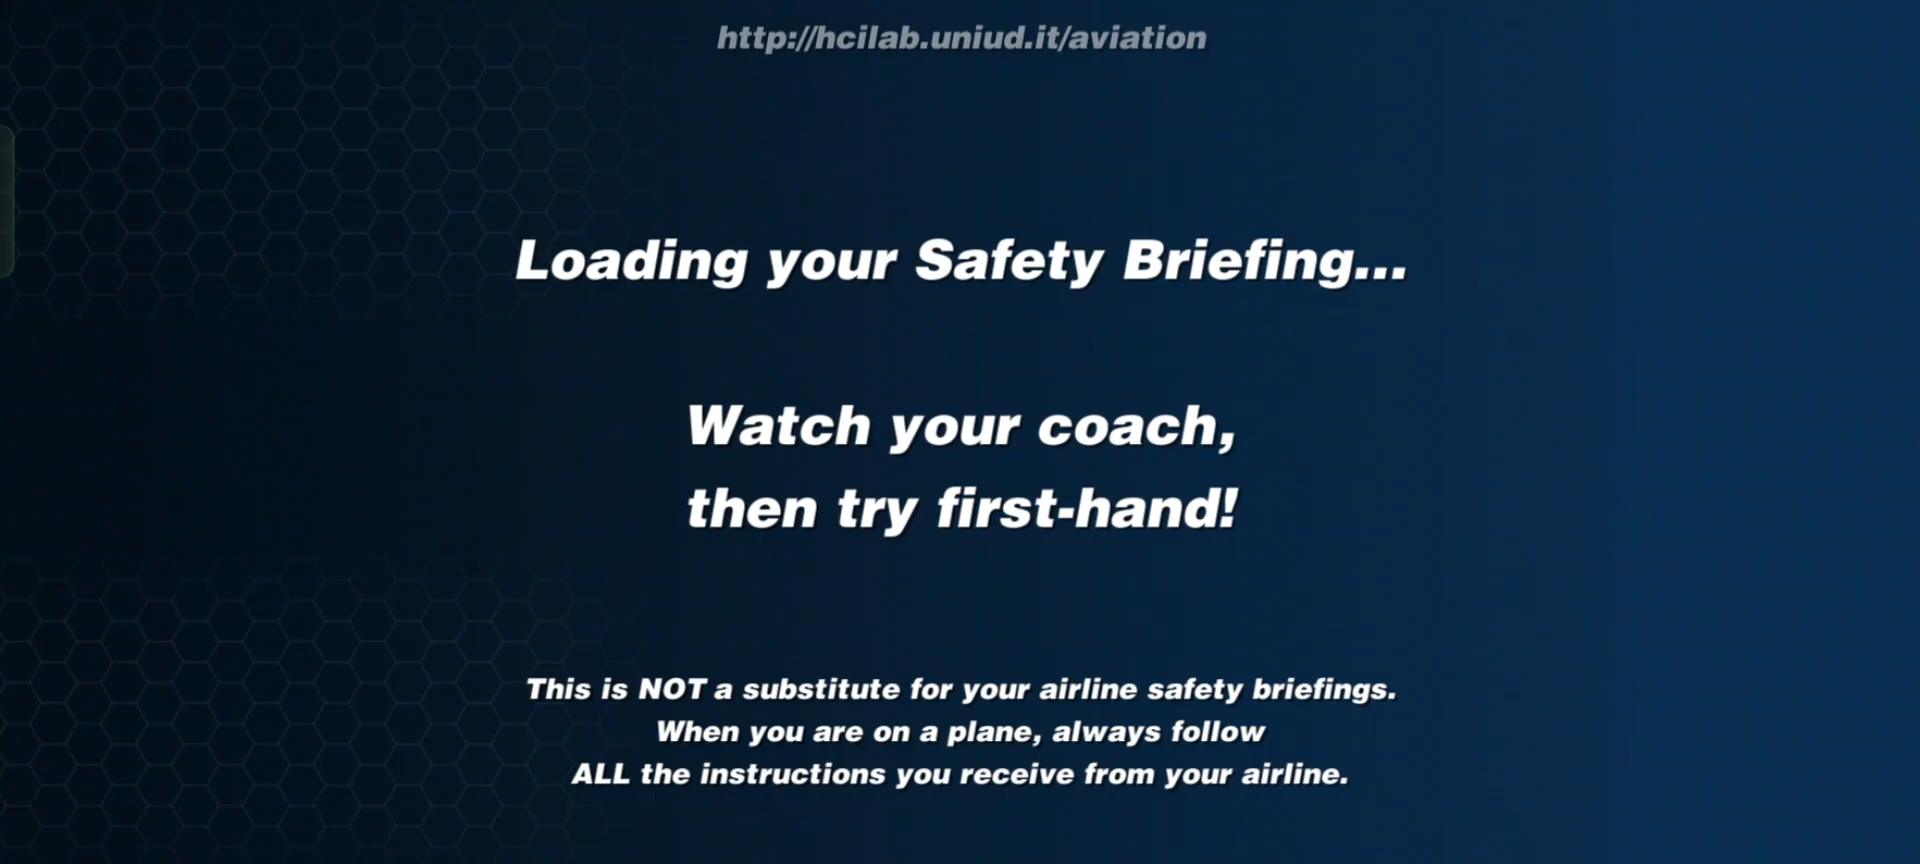 http://hcilab.uniud.it/aviation
Loading your Safety Briefing...
Watch your coach,
then try first-hand!
This is NOT a substitute for your airline safety briefings.
When you are on a plane, always follow
ALL the instructions you receive from your airline.